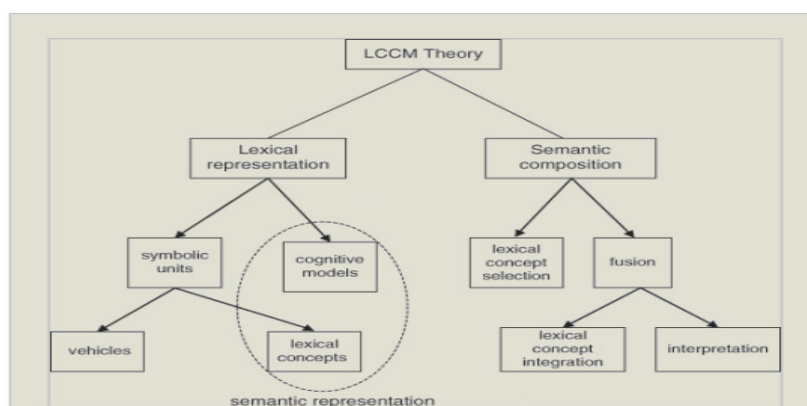 LCCM Theory
Lexical
representation
Semantic
composition
symbolic
units
cognitive
models
lexical
concept
selection
fusion
vehicles
lexical
concepts
lexical
concept
integration
interpretation
semantic representation